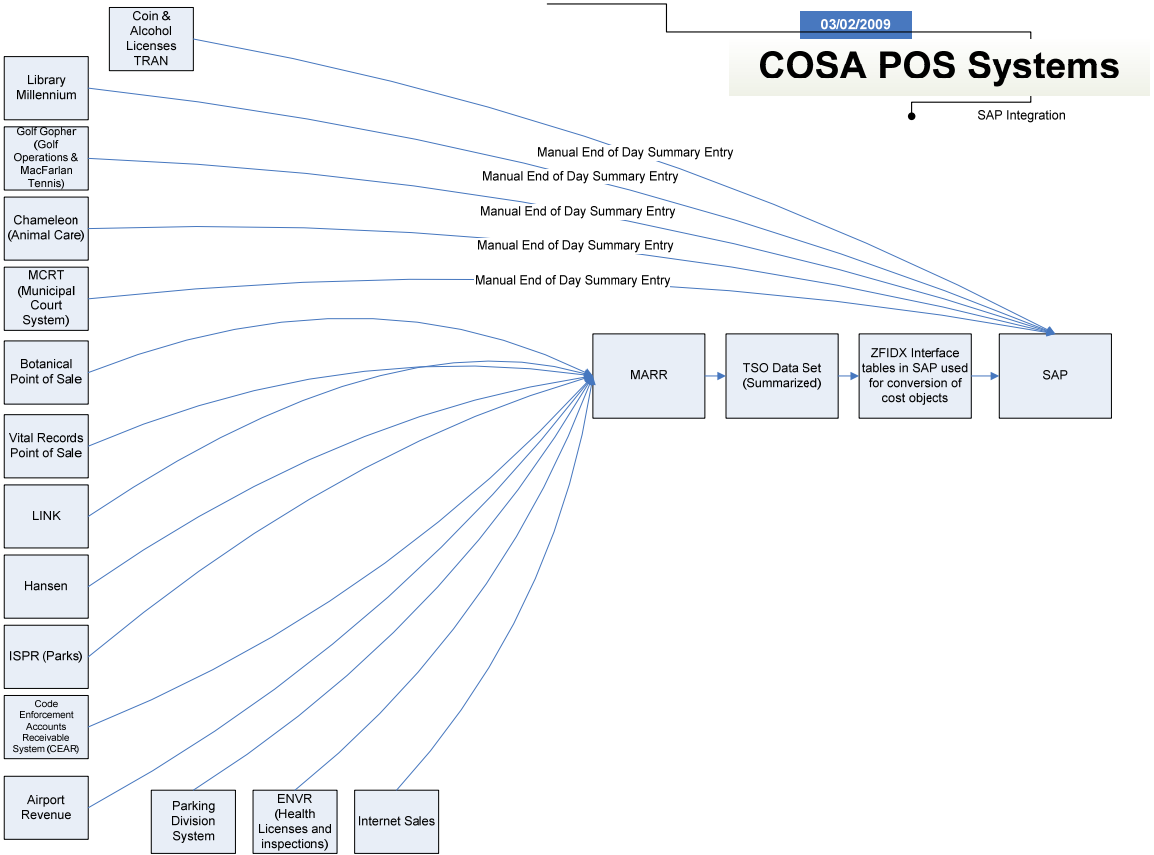 03/02/2009
COSA POS Systems
SAP Integration
Coin &
Alcohol
Licenses
TRAN
Library
Millennium
Golf Gopher
(Golf
Operations &
MacFarlan
Tennis)
Chameleon
(Animal Care)
MCRT
(Municipal
Court
System)
Botanical
Point of Sale
Vital Records
Point of Sale
LINK
Hansen
ISPR (Parks)
Code
Enforcement
Accounts
Receivable
System (CEAR)
Airport
Revenue
Parking
Division
System
ENVR
(Health
Licenses and
inspections)
Internet Sales
Manual End of Day Summary Entry
Manual End of Day Summary Entry
Manual End of Day Summary Entry
Manual End of Day Summary Entry
Manual End of Day Summary Entry
MARR
TSO Data Set
(Summarized)
ZFIDX Interface
tables in SAP used
for conversion of
cost objects
SAP